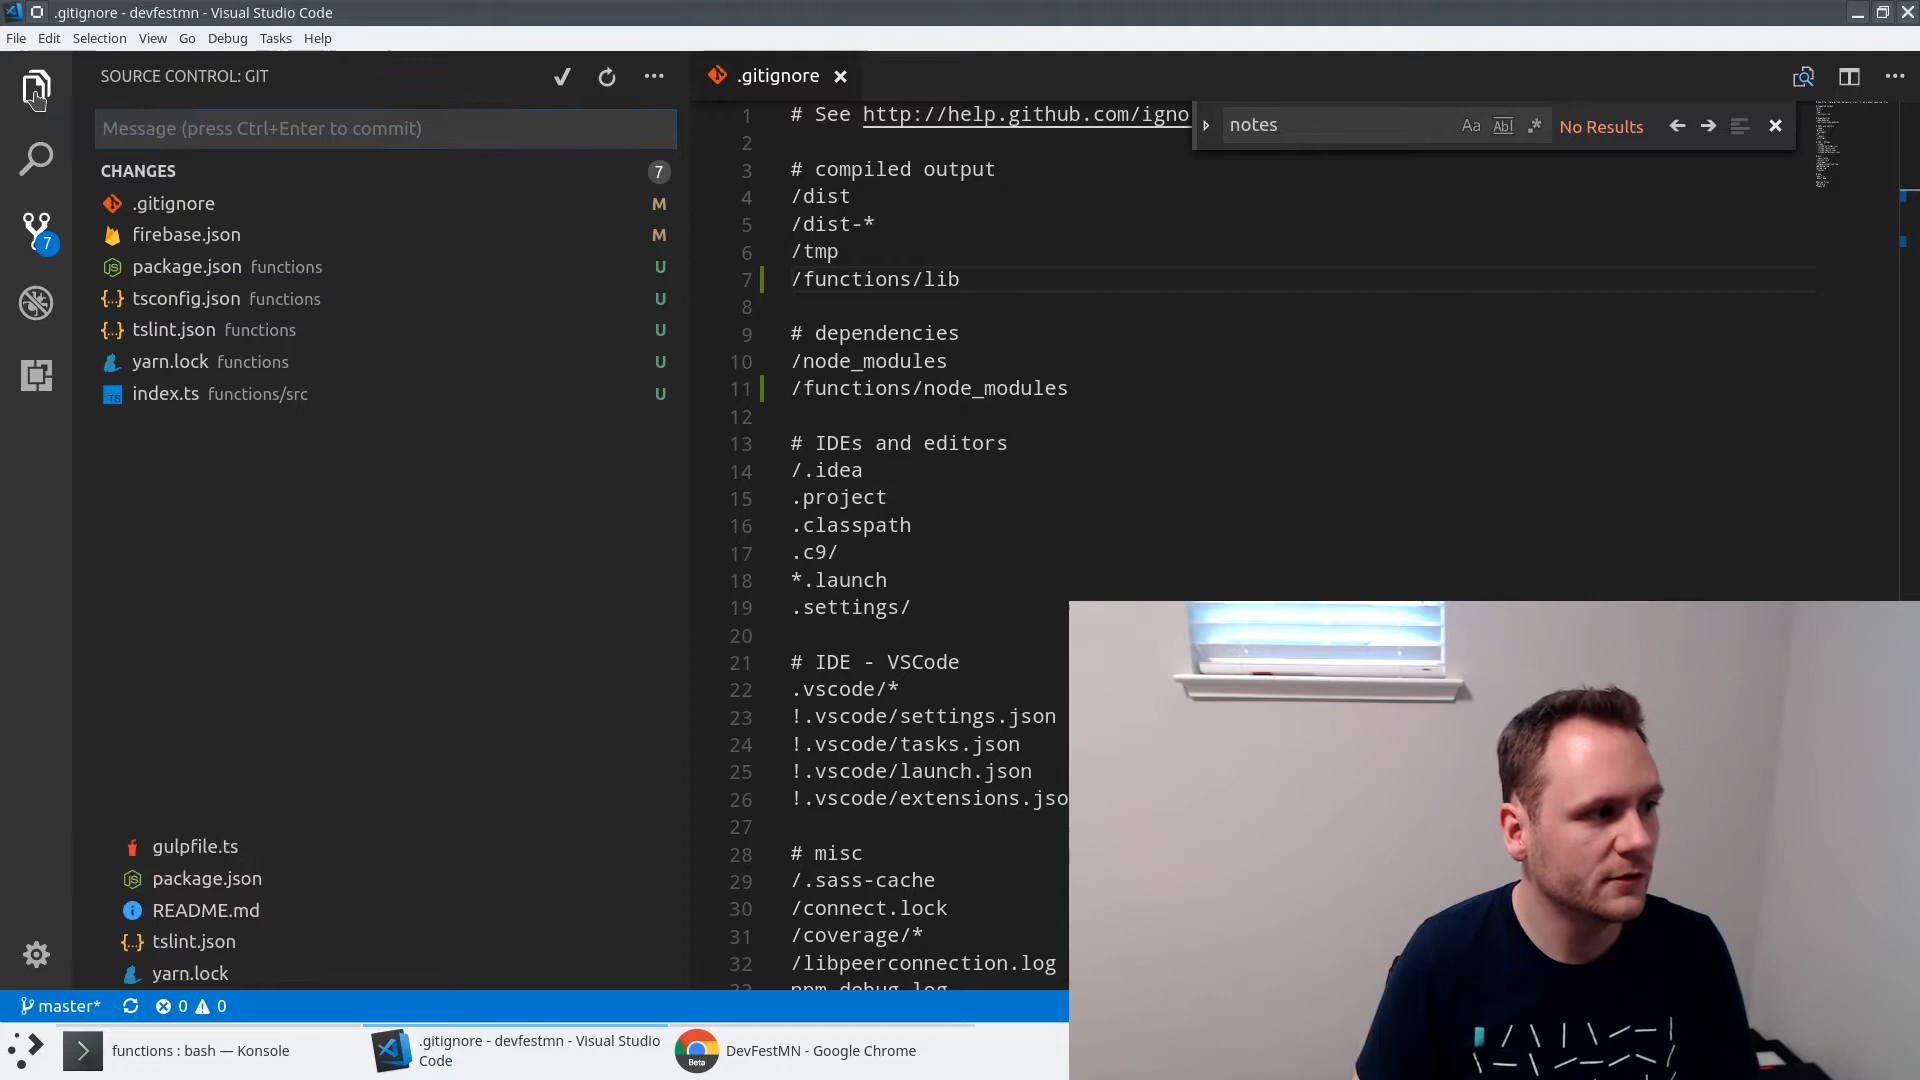 .gitignore - devfestmn - Visual Studio Code
File Edit Selection View Go Debug Tasks Help
SOURCE CONTROL: GIT
Message (press Ctrl+Enter to commit)
CHANGES 7
.gitignore M
firebase.json M
package.json functions U
tsconfig.json functions U
tslint.json functions U
yarn.lock functions U
index.ts functions/src U
7
gulpfile.ts
package.json
README.md
tslint.json
yarn.lock
.gitignore
notes Aa Abl .* No Results
1 # See http://help.github.com/igno
2
3 # compiled output
4 /dist
5 /dist-*
6 /tmp
7 /functions/lib
8
9 # dependencies
10 /node_modules
11 /functions/node_modules
12
13 # IDEs and editors
14 /.idea
15 .project
16 .classpath
17 .c9/
18 *.launch
19 .settings/
20
21 # IDE - VSCode
22 .vscode/*
23 !.vscode/settings.json
24 !.vscode/tasks.json
25 !.vscode/launch.json
26 !.vscode/extensions.jso
27
28 # misc
29 /.sass-cache
30 /connect.lock
31 /coverage/*
32 /libpeerconnection.log
33 npm-debug.log
master* 0 0
functions : bash — Konsole
.gitignore - devfestmn - Visual Studio
Code
Beta
DevFestMN - Google Chrome